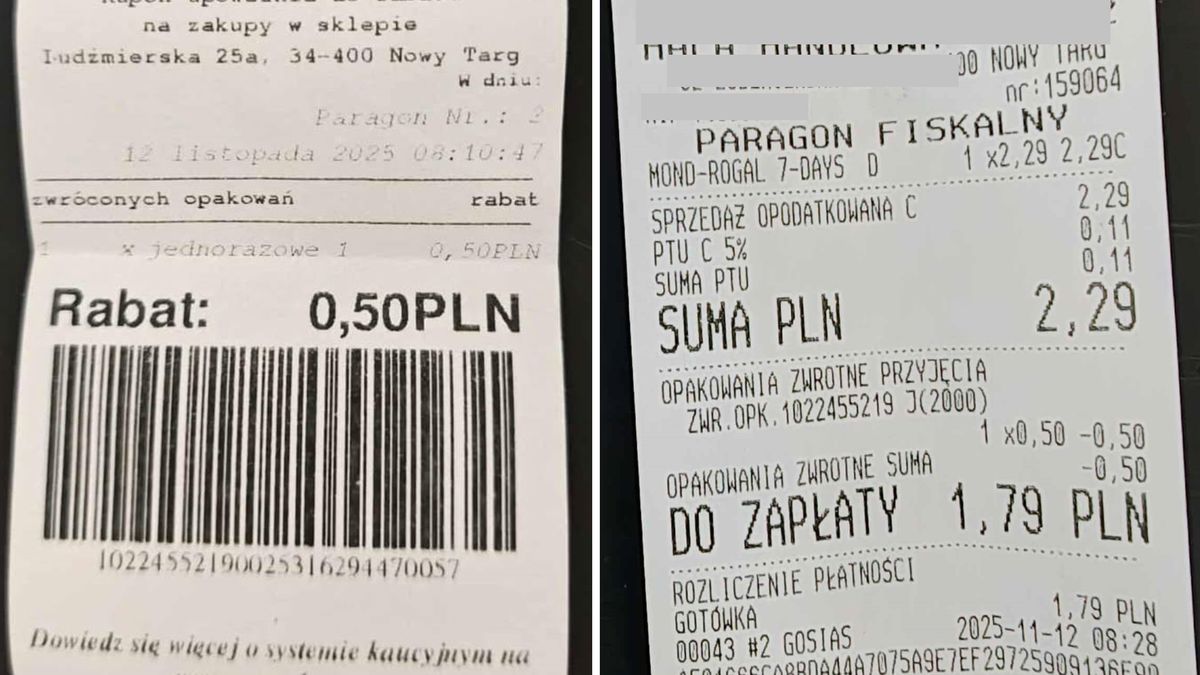 na zakupy w sklepie
Ludźmierska 25a, 34-400 Nowy Targ
W dniu:
Paragon Nr.: 2
12 listopada 2025 08:10:47
zwróconych opakowań rabat
1 x jednorazowe 1 0,50PLN
Rabat: 0,50PLN
10224552190025316294470057
Dowiedz się więcej o systemie kaucyjnym na
00 NOWY TARG
nr:159064
PARAGON FISKALNY
MOND-ROGAL 7-DAYS D 1 x2,29 2,29C
SPRZEDAŻ OPODATKOWANA C 2,29
PTU C 5% 0,11
SUMA PTU 0,11
SUMA PLN 2,29
OPAKOWANIA ZWROTNE PRZYJĘCIA
ZWR.OPK.1022455219 J(2000)
1 x0,50 -0,50
OPAKOWANIA ZWROTNE SUMA -0,50
DO ZAPŁATY 1,79 PLN
ROZLICZENIE PŁATNOŚCI
GOTÓWKA 1,79 PLN
00043 #2 GOSIAS 2025-11-12 08:28